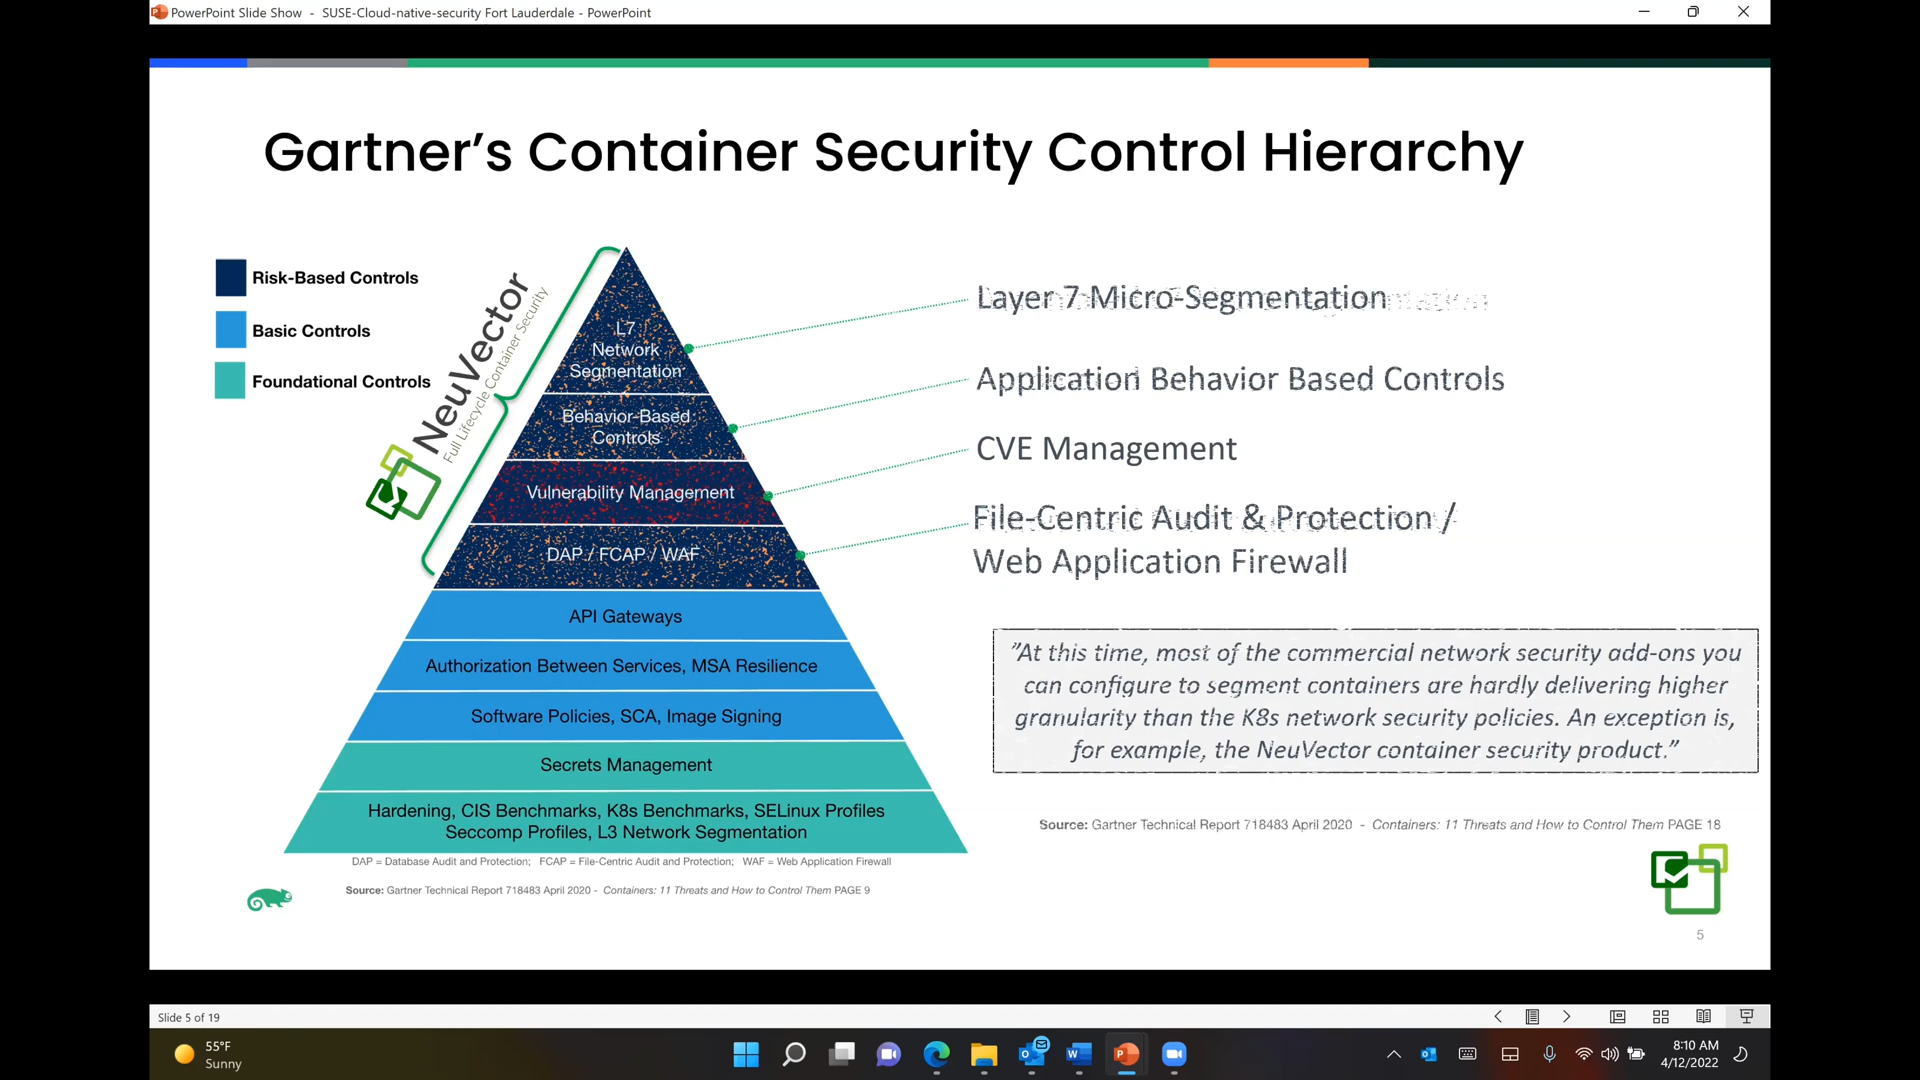 PowerPoint Slide Show - SUSE-Cloud-native-security Fort Lauderdale - PowerPoint
Gartner's Container Security Control Hierarchy
Risk-Based Controls
Basic Controls
Foundational Controls
NeuVector
Full Lifecycle Container Security
L7
Network
Segmentation
Behavior-Based
Controls
Vulnerability Management
DAP / FCAP / WAF
API Gateways
Authorization Between Services, MSA Resilience
Software Policies, SCA, Image Signing
Secrets Management
Hardening, CIS Benchmarks, K8s Benchmarks, SELinux Profiles
Seccomp Profiles, L3 Network Segmentation
DAP = Database Audit and Protection; FCAP = File-Centric Audit and Protection; WAF = Web Application Firewall
Source: Gartner Technical Report 718483 April 2020 - Containers: 11 Threats and How to Control Them PAGE 9
Layer 7 Micro-Segmentation
Application Behavior Based Controls
CVE Management
File-Centric Audit & Protection /
Web Application Firewall
"At this time, most of the commercial network security add-ons you
can configure to segment containers are hardly delivering higher
granularity than the K8s network security policies. An exception is,
for example, the NeuVector container security product."
Source: Gartner Technical Report 718483 April 2020 - Containers: 11 Threats and How to Control Them PAGE 18
5
Slide 5 of 19
55°F
Sunny
8:10 AM
4/12/2022